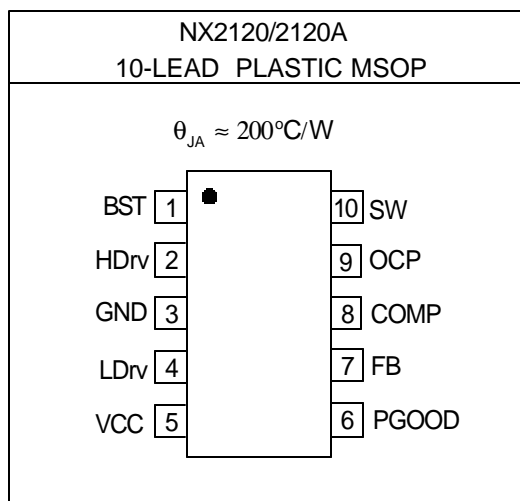 NX2120/2120A
10-LEAD PLASTIC MSOP
θJA ≈ 200°C/W
BST 1
10 SW
HDrv 2
9 OCP
GND 3
8 COMP
LDrv 4
7 FB
VCC 5
6 PGOOD